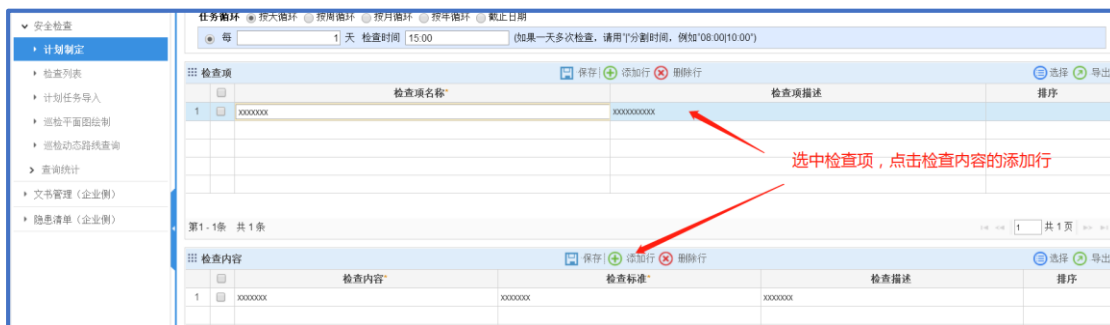 安全检查
计划制定
检查列表
计划任务导入
巡检平面图绘制
巡检动态路线查询
查询统计
文书管理（企业侧）
隐患清单（企业侧）
任务循环 按天循环 按周循环 按月循环 按年循环 截止日期
每 1 天 检查时间 15:00 (如果一天多次检查，请用"|"分割时间，例如"08:00|10:00")
检查项 保存 添加行 删除行 选择 导出
检查项名称* 检查项描述 排序
1 xxxxxxx xxxxxxxxxx
选中检查项，点击检查内容的添加行
第1-1条 共1条 1 共1页
检查内容 保存 添加行 删除行 选择 导出
检查内容* 检查标准* 检查描述 排序
1 xxxxxxx xxxxxxx xxxxxxx